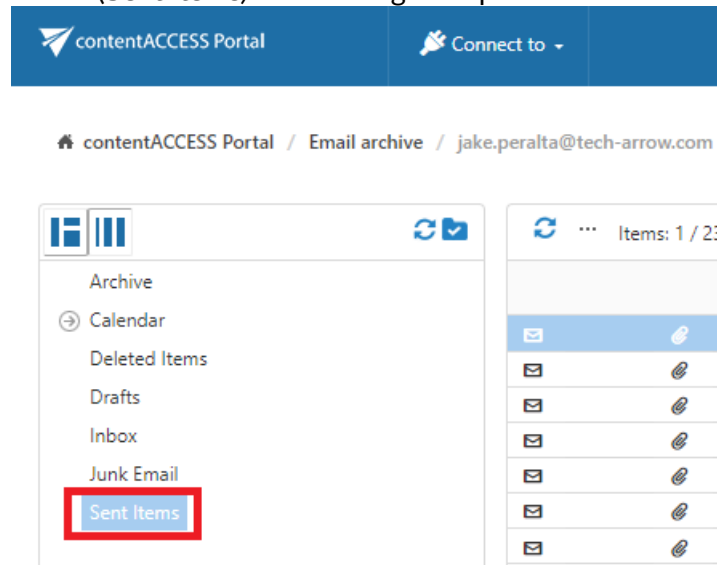 contentACCESS Portal
Connect to
contentACCESS Portal / Email archive / jake.peralta@tech-arrow.com
Items: 1 / 23
Archive
Calendar
Deleted Items
Drafts
Inbox
Junk Email
Sent Items